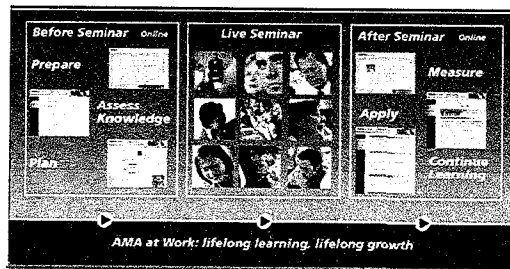 Before Seminar Online
Prepare
Assess
Knowledge
Plan
Live Seminar
After Seminar Online
Measure
Apply
Continue
Learning
AMA at Work: lifelong learning, lifelong growth